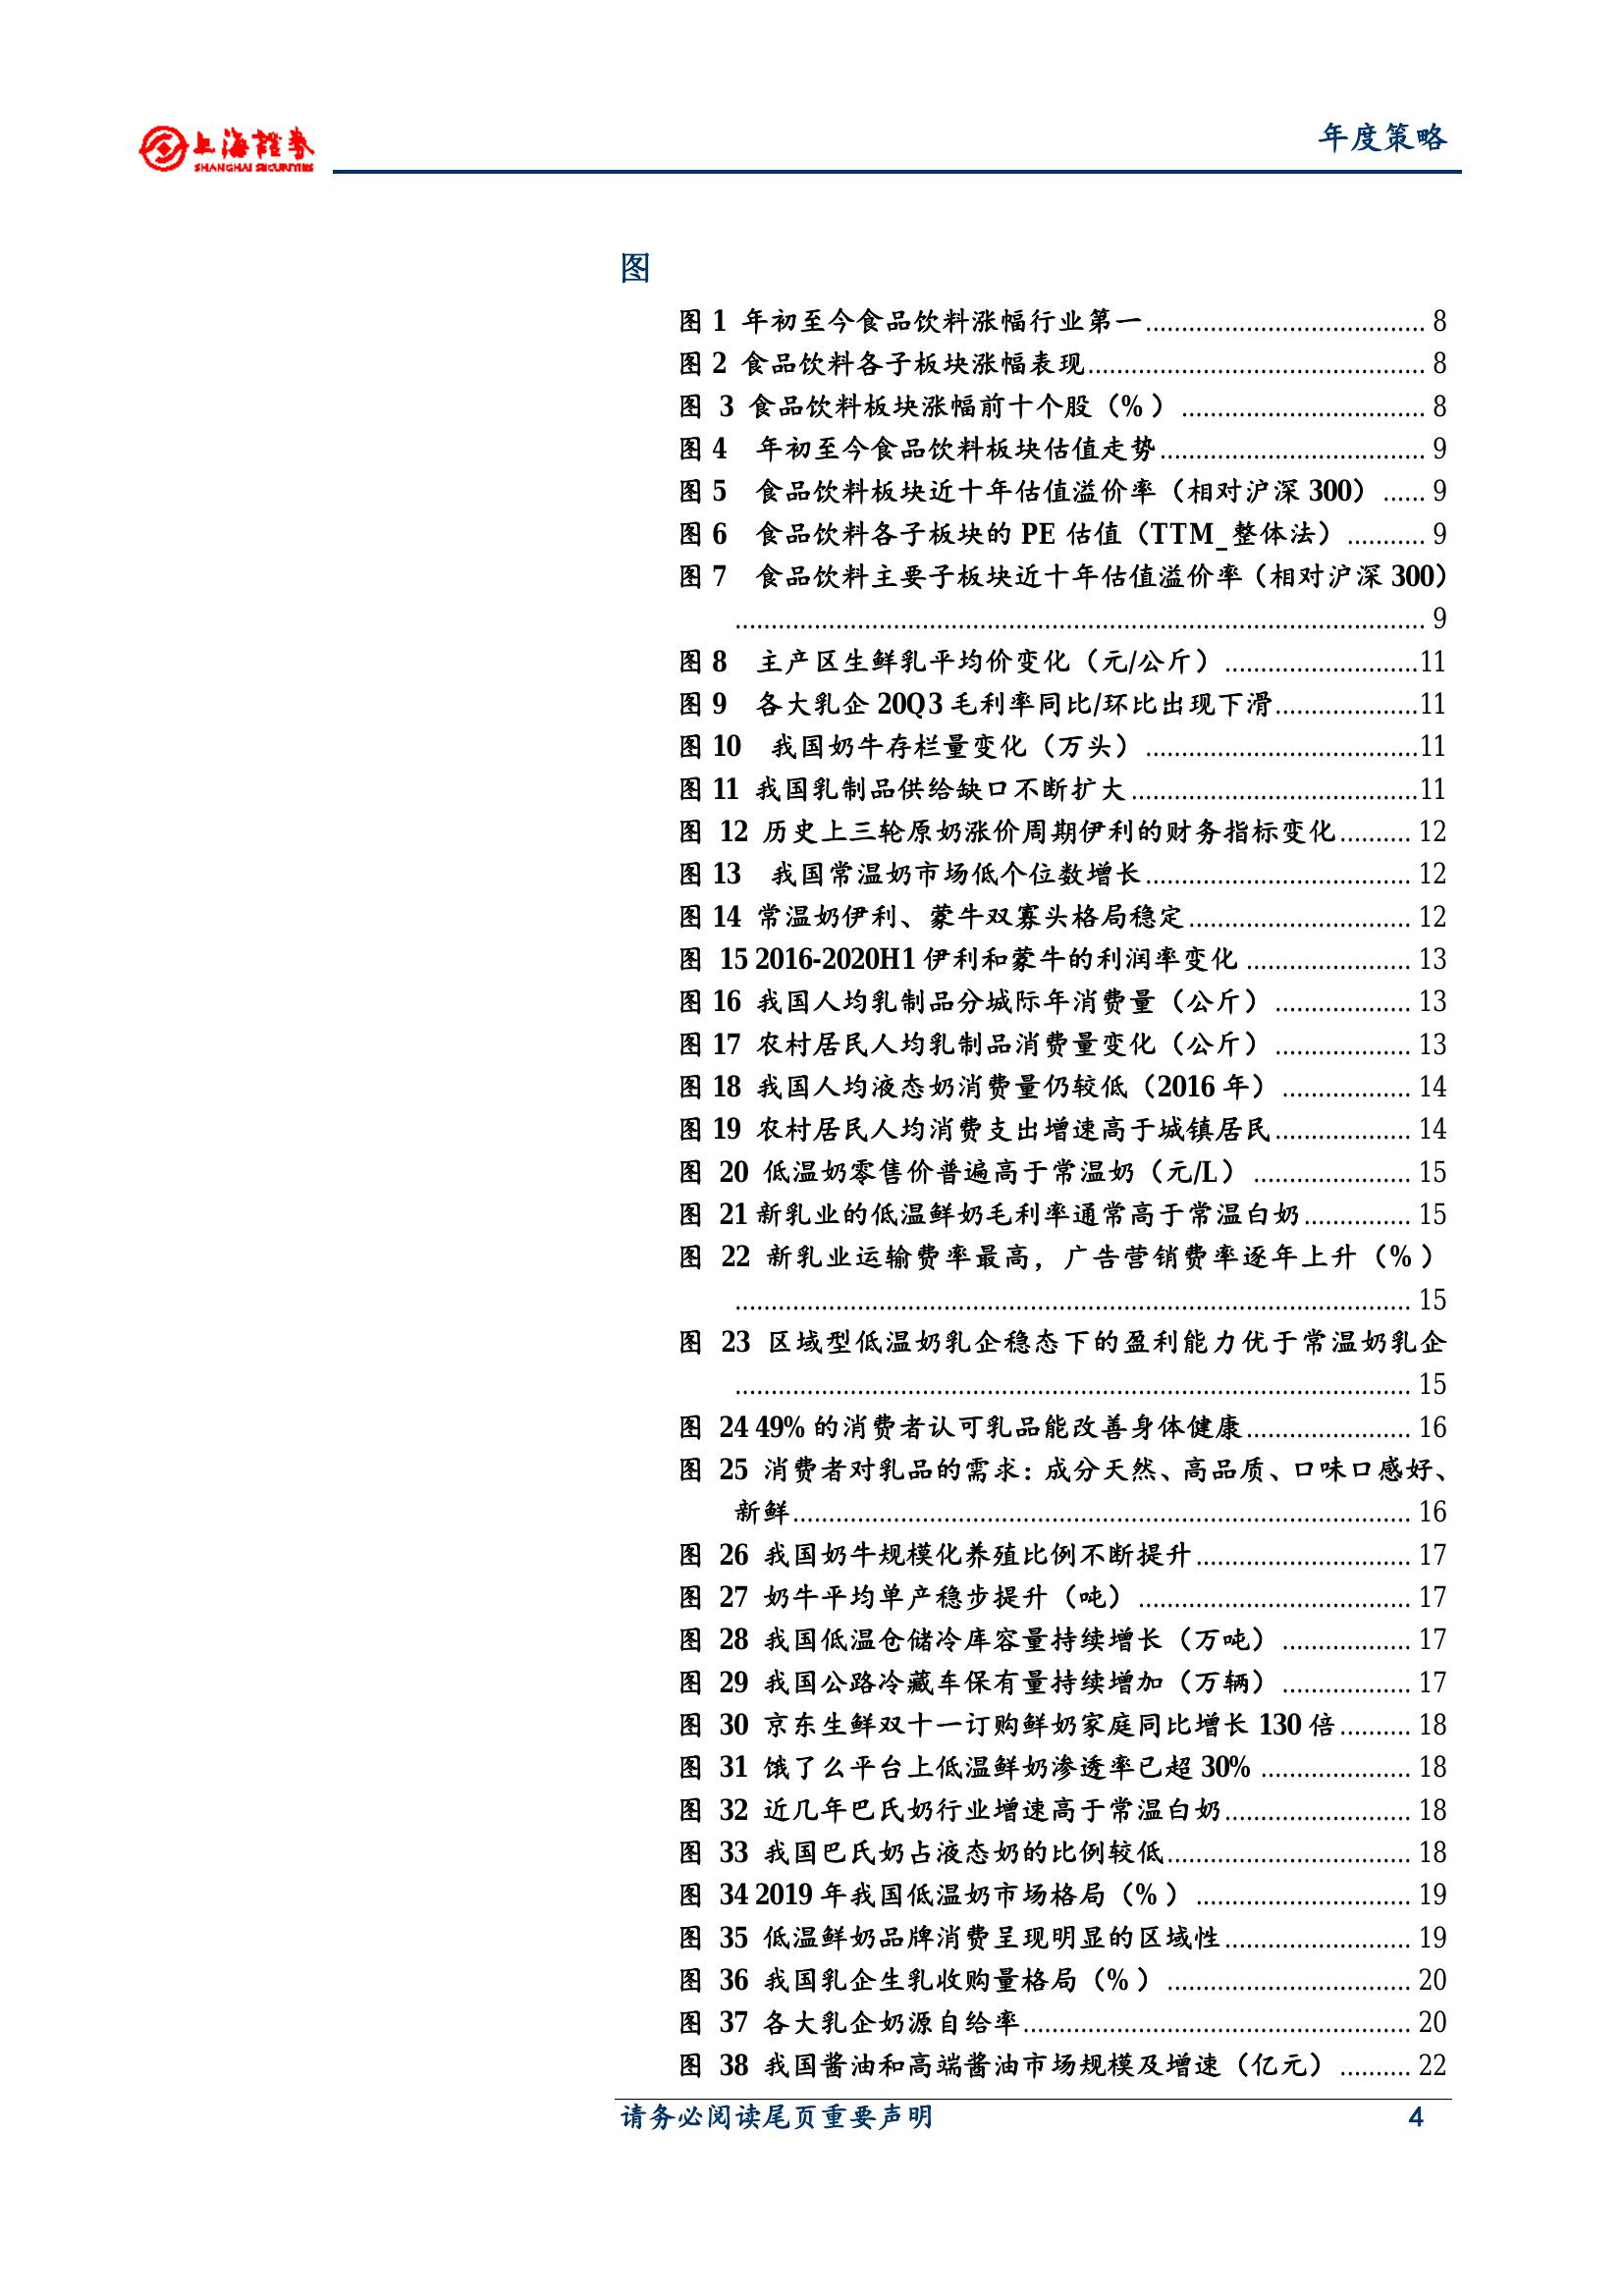 上海證券
SHANGHAI SECURITIES
年度策略
图
图 1 年初至今食品饮料涨幅行业第一....................................... 8
图 2 食品饮料各子板块涨幅表现............................................... 8
图 3 食品饮料板块涨幅前十个股（%）.................................. 8
图 4 年初至今食品饮料板块估值走势..................................... 9
图 5 食品饮料板块近十年估值溢价率（相对沪深 300）...... 9
图 6 食品饮料各子板块的 PE 估值（TTM_整体法）........... 9
图 7 食品饮料主要子板块近十年估值溢价率（相对沪深 300）
................................................................................................ 9
图 8 主产区生鲜乳平均价变化（元/公斤）...........................11
图 9 各大乳企 20Q3 毛利率同比/环比出现下滑....................11
图 10 我国奶牛存栏量变化（万头）......................................11
图 11 我国乳制品供给缺口不断扩大........................................11
图 12 历史上三轮原奶涨价周期伊利的财务指标变化.......... 12
图 13 我国常温奶市场低个位数增长..................................... 12
图 14 常温奶伊利、蒙牛双寡头格局稳定............................... 12
图 15 2016-2020H1 伊利和蒙牛的利润率变化....................... 13
图 16 我国人均乳制品分城际年消费量（公斤）................... 13
图 17 农村居民人均乳制品消费量变化（公斤）................... 13
图 18 我国人均液态奶消费量仍较低（2016 年）.................. 14
图 19 农村居民人均消费支出增速高于城镇居民................... 14
图 20 低温奶零售价普遍高于常温奶（元/L）...................... 15
图 21 新乳业的低温鲜奶毛利率通常高于常温白奶............... 15
图 22 新乳业运输费率最高，广告营销费率逐年上升（%）
.............................................................................................. 15
图 23 区域型低温奶乳企稳态下的盈利能力优于常温奶乳企
.............................................................................................. 15
图 24 49%的消费者认可乳品能改善身体健康....................... 16
图 25 消费者对乳品的需求：成分天然、高品质、口味口感好、
新鲜...................................................................................... 16
图 26 我国奶牛规模化养殖比例不断提升.............................. 17
图 27 奶牛平均单产稳步提升（吨）...................................... 17
图 28 我国低温仓储冷库容量持续增长（万吨）.................. 17
图 29 我国公路冷藏车保有量持续增加（万辆）.................. 17
图 30 京东生鲜双十一订购鲜奶家庭同比增长 130 倍.......... 18
图 31 饿了么平台上低温鲜奶渗透率已超 30%..................... 18
图 32 近几年巴氏奶行业增速高于常温白奶.......................... 18
图 33 我国巴氏奶占液态奶的比例较低.................................. 18
图 34 2019 年我国低温奶市场格局（%）.............................. 19
图 35 低温鲜奶品牌消费呈现明显的区域性.......................... 19
图 36 我国乳企生乳收购量格局（%）.................................. 20
图 37 各大乳企奶源自给率...................................................... 20
图 38 我国酱油和高端酱油市场规模及增速（亿元）.......... 22
请务必阅读尾页重要声明 4